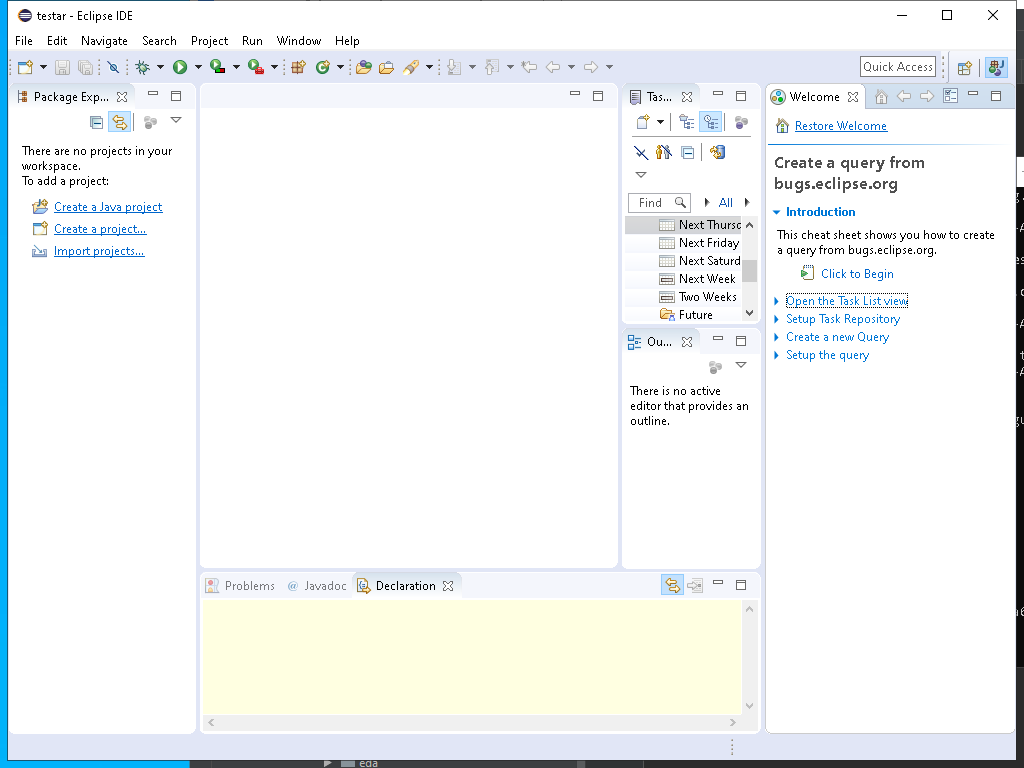 testar - Eclipse IDE
File Edit Navigate Search Project Run Window Help
Quick Access
Package Exp...
There are no projects in your
workspace.
To add a project:
Create a Java project
Create a project...
Import projects...
Tas...
Find
All
Next Thursd
Next Friday
Next Saturd
Next Week
Two Weeks
Future
Ou...
There is no active
editor that provides an
outline.
Welcome
Restore Welcome
Create a query from
bugs.eclipse.org
Introduction
This cheat sheet shows you how to create
a query from bugs.eclipse.org.
Click to Begin
Open the Task List view
Setup Task Repository
Create a new Query
Setup the query
Problems @ Javadoc Declaration
eda